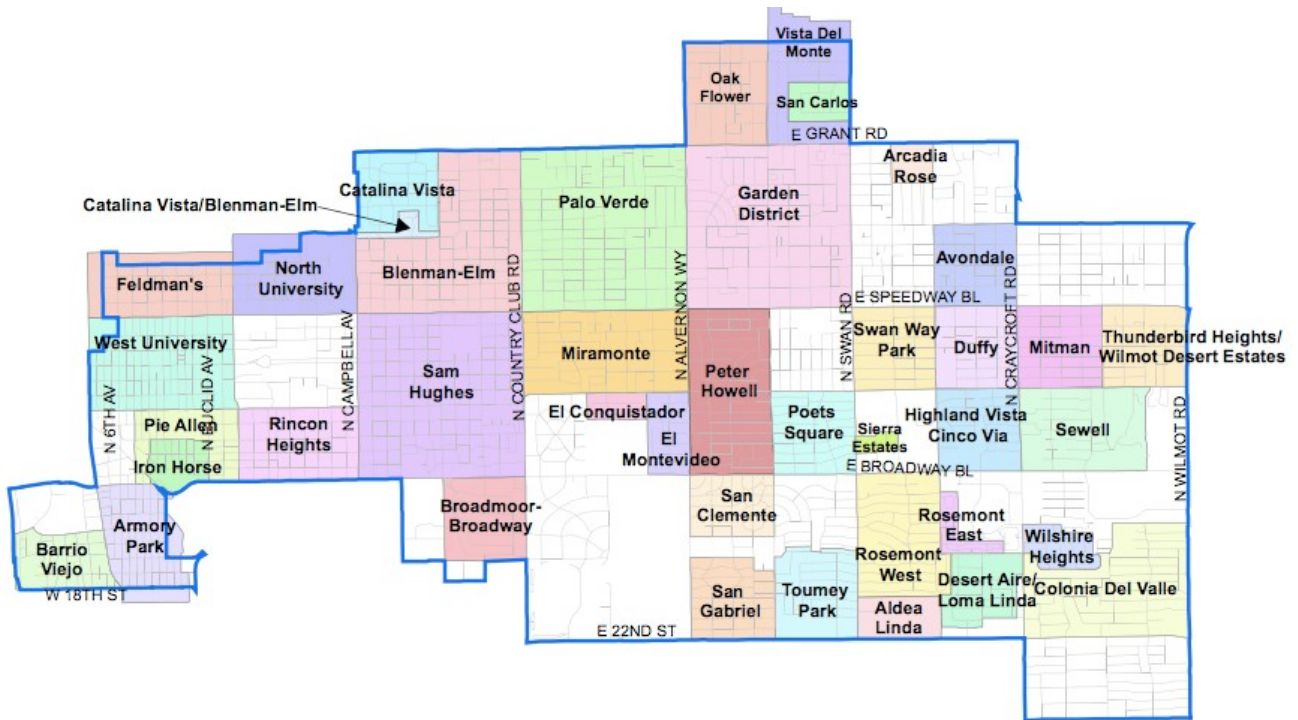 Vista Del
Monte
Oak
Flower
San Carlos
E GRANT RD
Arcadia
Rose
Catalina Vista
Catalina Vista/Blenman-Elm
Palo Verde
Garden
District
Feldman's
North
University
Blenman-Elm
N COUNTRY CLUB RD
N ALVERNON WY
Avondale
E SPEEDWAY BL
N SWAN RD
N CRAYCROFT RD
West University
N EUCLID AV
N CAMPBELL AV
Sam
Hughes
Miramonte
Peter
Howell
Swan Way
Park
Duffy
Mitman
Thunderbird Heights/
Wilmot Desert Estates
N 6TH AV
Pie Allen
Iron Horse
Rincon
Heights
El Conquistador
El
Montevideo
Poets
Square
Sierra
Estates
Highland Vista
Cinco Via
Sewell
N WILMOT RD
E BROADWAY BL
Armory
Park
Barrio
Viejo
W 18TH ST
Broadmoor-
Broadway
San
Clemente
Rosemont
East
Wilshire
Heights
Rosemont
West
Desert Aire/
Loma Linda
Colonia Del Valle
San
Gabriel
Toumey
Park
Aldea
Linda
E 22ND ST